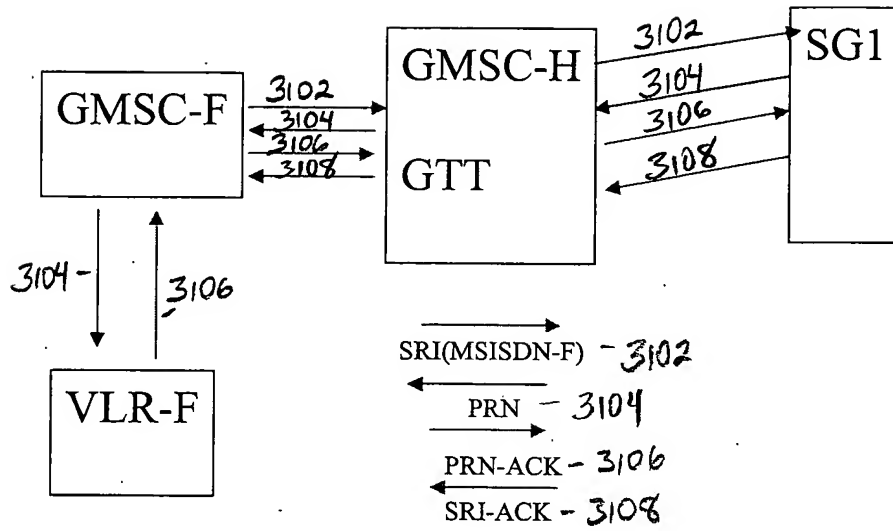 3102
GMSC-H
SG1
3104
3102
GMSC-F
3104
3106
3106
3108
3108
GTT
3104 -
3106
SRI(MSISDN-F) - 3102
VLR-F
PRN - 3104
PRN-ACK - 3106
SRI-ACK - 3108